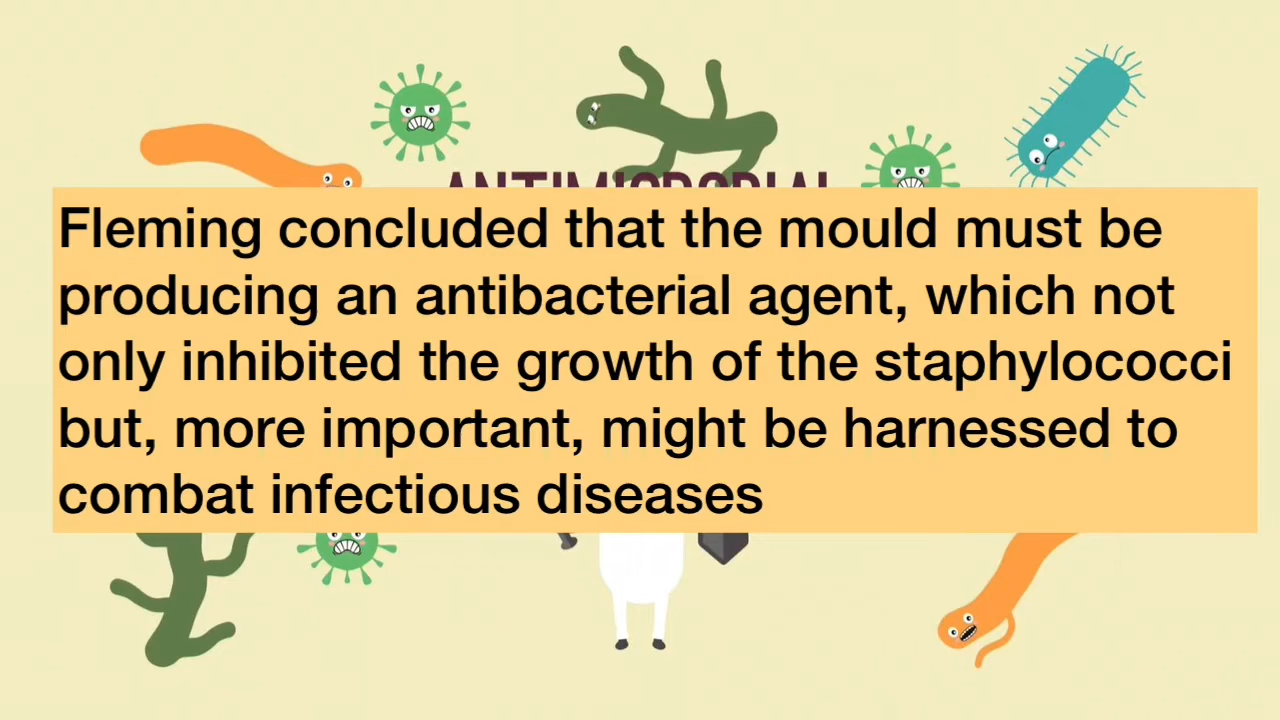 ANTIMICROBIAL
Fleming concluded that the mould must be
producing an antibacterial agent, which not
only inhibited the growth of the staphylococci
but, more important, might be harnessed to
combat infectious diseases